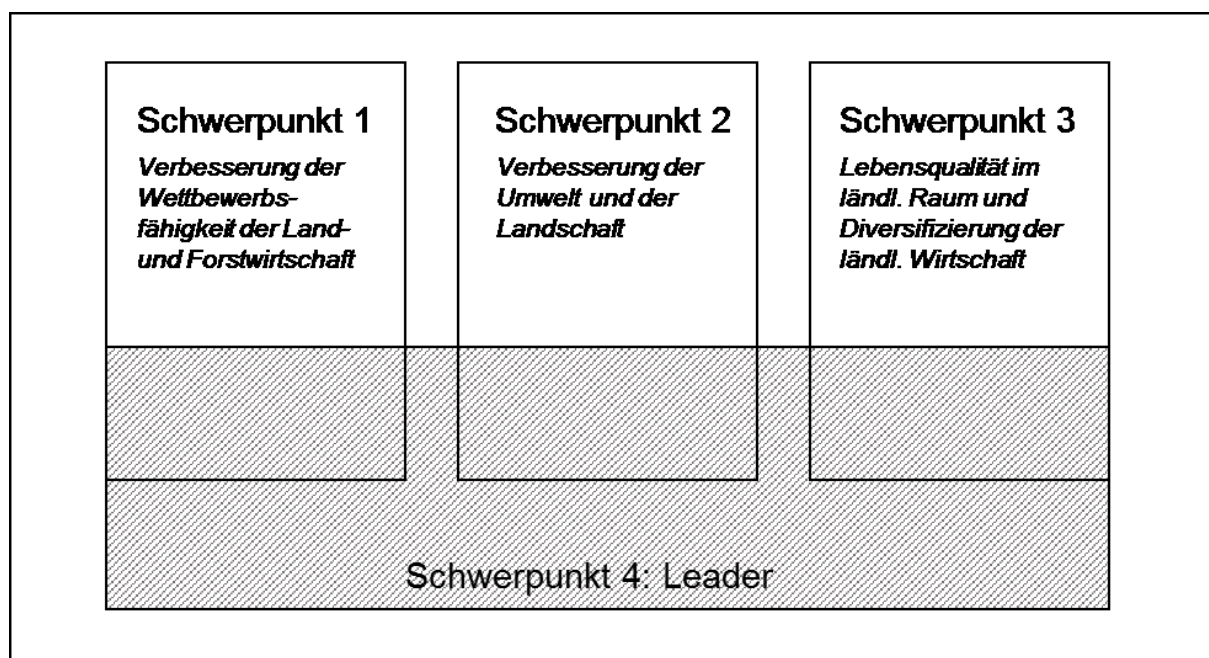 Schwerpunkt 1
Verbesserung der
Wettbewerbs-
fähigkeit der Land-
und Forstwirtschaft
Schwerpunkt 2
Verbesserung der
Umwelt und der
Landschaft
Schwerpunkt 3
Lebensqualität im
ländl. Raum und
Diversifizierung der
ländl. Wirtschaft
Schwerpunkt 4: Leader